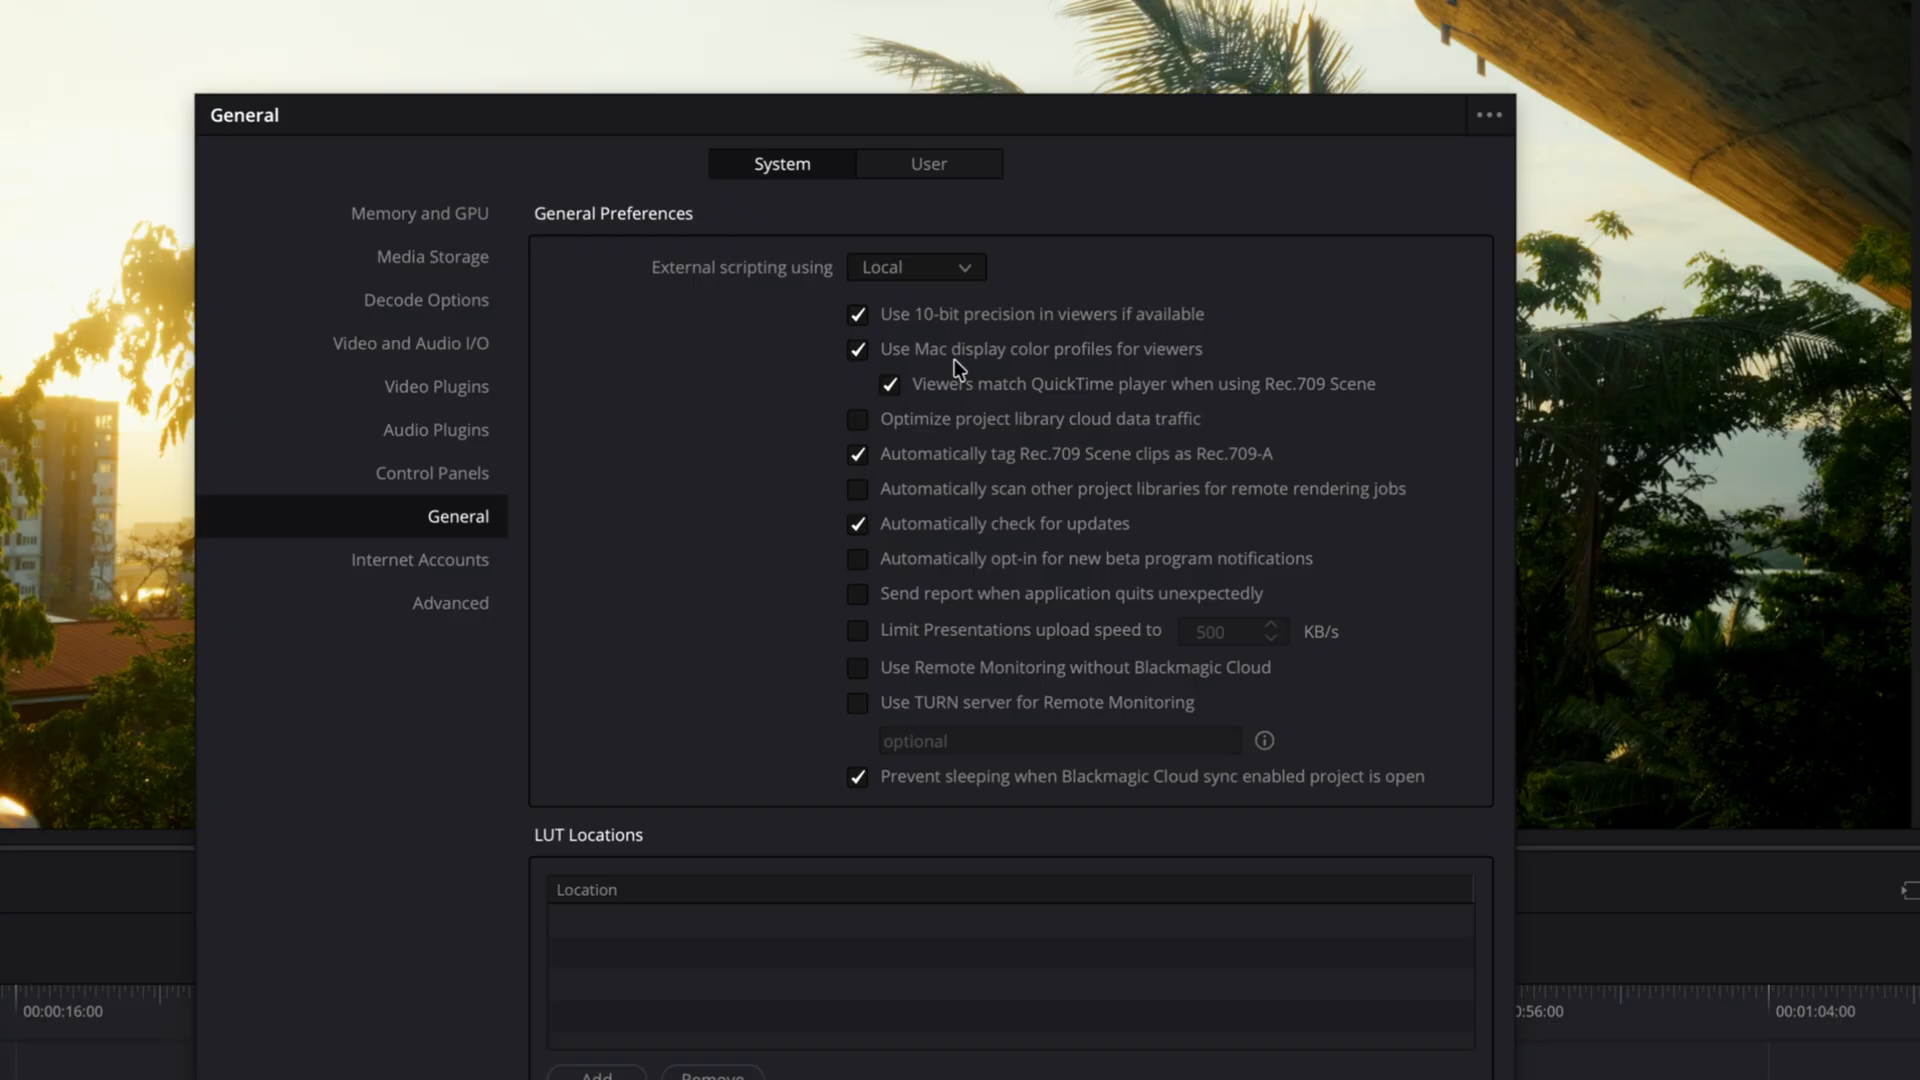 General
System
User
Memory and GPU
Media Storage
Decode Options
Video and Audio I/O
Video Plugins
Audio Plugins
Control Panels
General
Internet Accounts
Advanced
General Preferences
External scripting using Local
Use 10-bit precision in viewers if available
Use Mac display color profiles for viewers
Viewers match QuickTime player when using Rec.709 Scene
Optimize project library cloud data traffic
Automatically tag Rec.709 Scene clips as Rec.709-A
Automatically scan other project libraries for remote rendering jobs
Automatically check for updates
Automatically opt-in for new beta program notifications
Send report when application quits unexpectedly
Limit Presentations upload speed to 500 KB/s
Use Remote Monitoring without Blackmagic Cloud
Use TURN server for Remote Monitoring
optional
Prevent sleeping when Blackmagic Cloud sync enabled project is open
LUT Locations
Location
Add
Remove
00:00:16:00
0:56:00
00:01:04:00